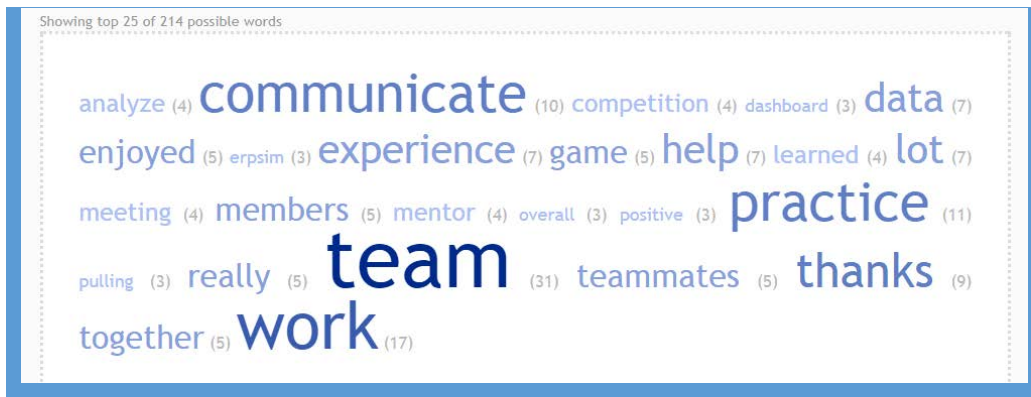 Showing top 25 of 214 possible words
analyze (4) communicate (10) competition (4) dashboard (3) data (7)
enjoyed (5) erpsim (3) experience (7) game (5) help (7) learned (4) lot (7)
meeting (4) members (5) mentor (4) overall (3) positive (3) practice (11)
pulling (3) really (5) team (31) teammates (5) thanks (9)
together (5) work (17)